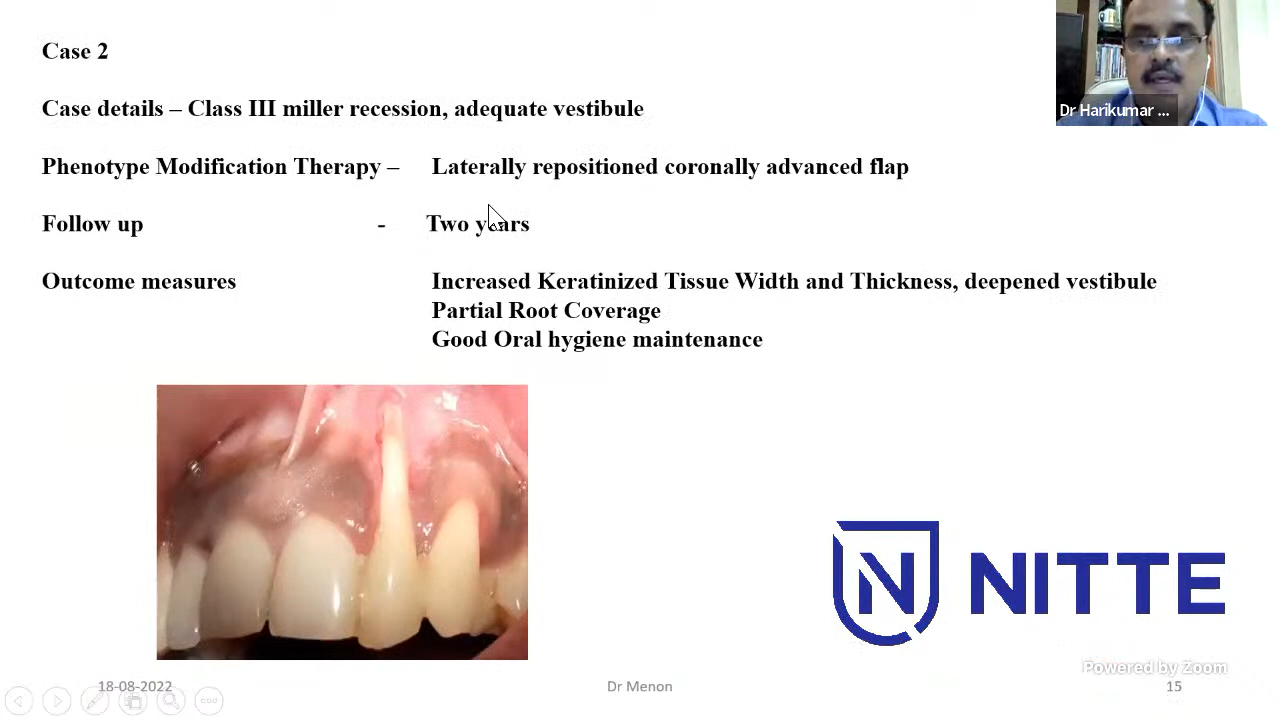 Case 2
Dr Harikumar ...
Case details – Class III miller recession, adequate vestibule
Phenotype Modification Therapy – Laterally repositioned coronally advanced flap
Follow up - Two years
Outcome measures Increased Keratinized Tissue Width and Thickness, deepened vestibule
Partial Root Coverage
Good Oral hygiene maintenance
N NITTE
Powered by Zoom
18-08-2022 Dr Menon 15